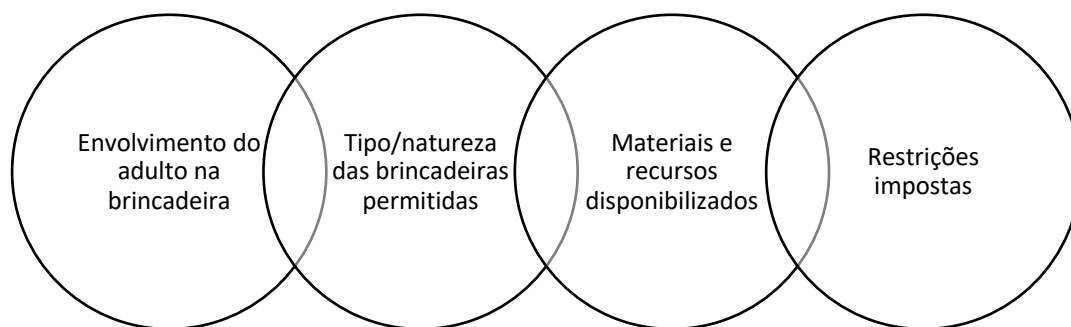 Envolvimento do
adulto na
brincadeira
Tipo/natureza
das brincadeiras
permitidas
Materiais e
recursos
disponibilizados
Restrições
impostas